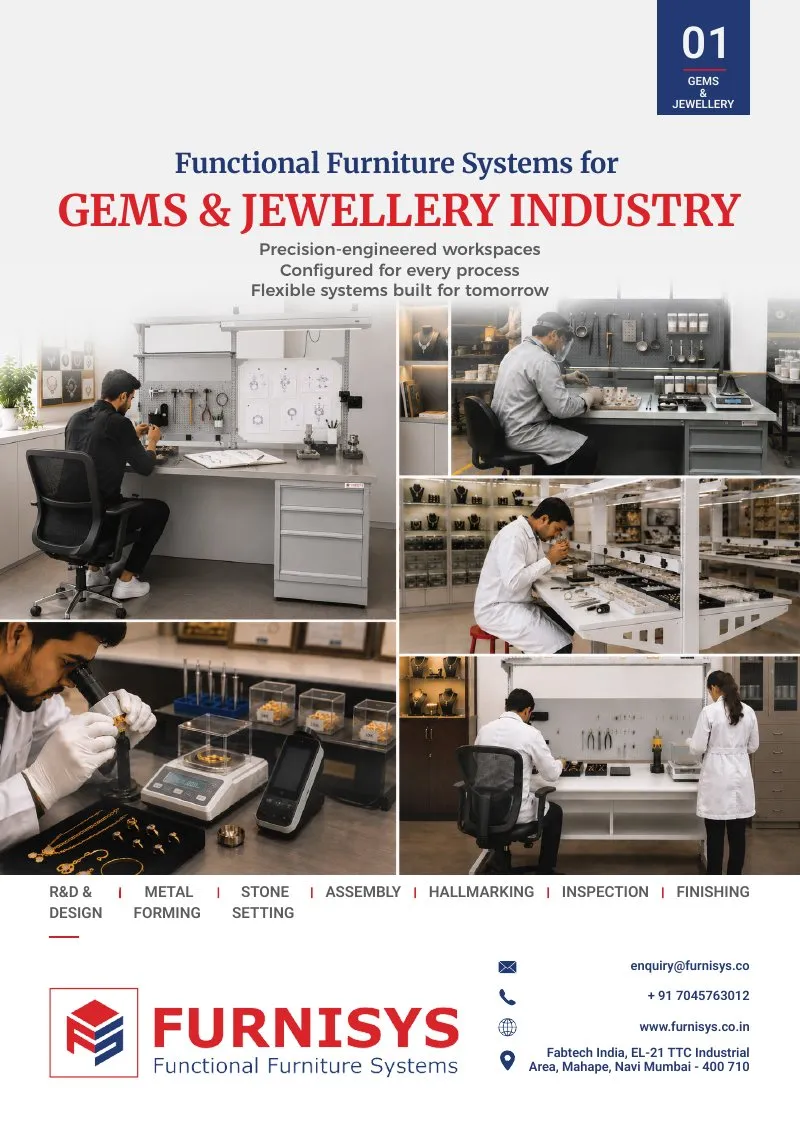 01
GEMS
&
JEWELLERY
Functional Furniture Systems for
GEMS & JEWELLERY INDUSTRY
Precision-engineered workspaces
Configured for every process
Flexible systems built for tomorrow
R&D &
DESIGN
METAL
FORMING
STONE
SETTING
ASSEMBLY
HALLMARKING
INSPECTION
FINISHING
enquiry@furnisys.co
+ 91 7045763012
www.furnisys.co.in
Fabtech India, EL-21 TTC Industrial
Area, Mahape, Navi Mumbai - 400 710
FURNISYS
Functional Furniture Systems